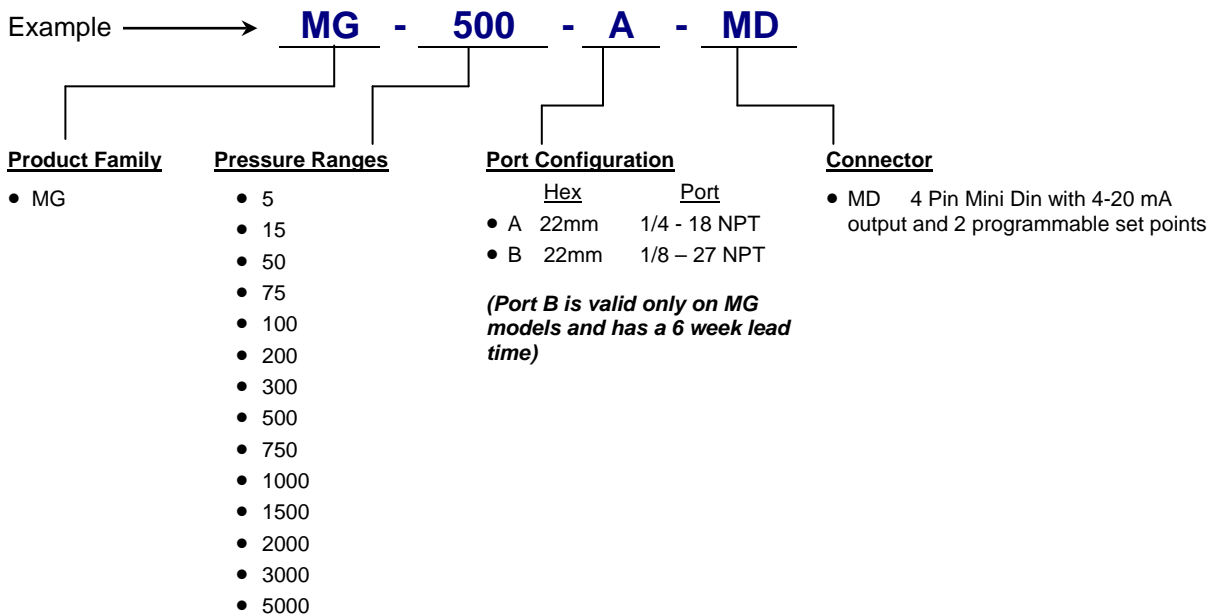 Example MG - 500 - A - MD
Product Family
• MG
Pressure Ranges
• 5
• 15
• 50
• 75
• 100
• 200
• 300
• 500
• 750
• 1000
• 1500
• 2000
• 3000
• 5000
Port Configuration
Hex Port
• A 22mm 1/4 - 18 NPT
• B 22mm 1/8 – 27 NPT
(Port B is valid only on MG
models and has a 6 week lead
time)
Connector
• MD 4 Pin Mini Din with 4-20 mA
output and 2 programmable set points